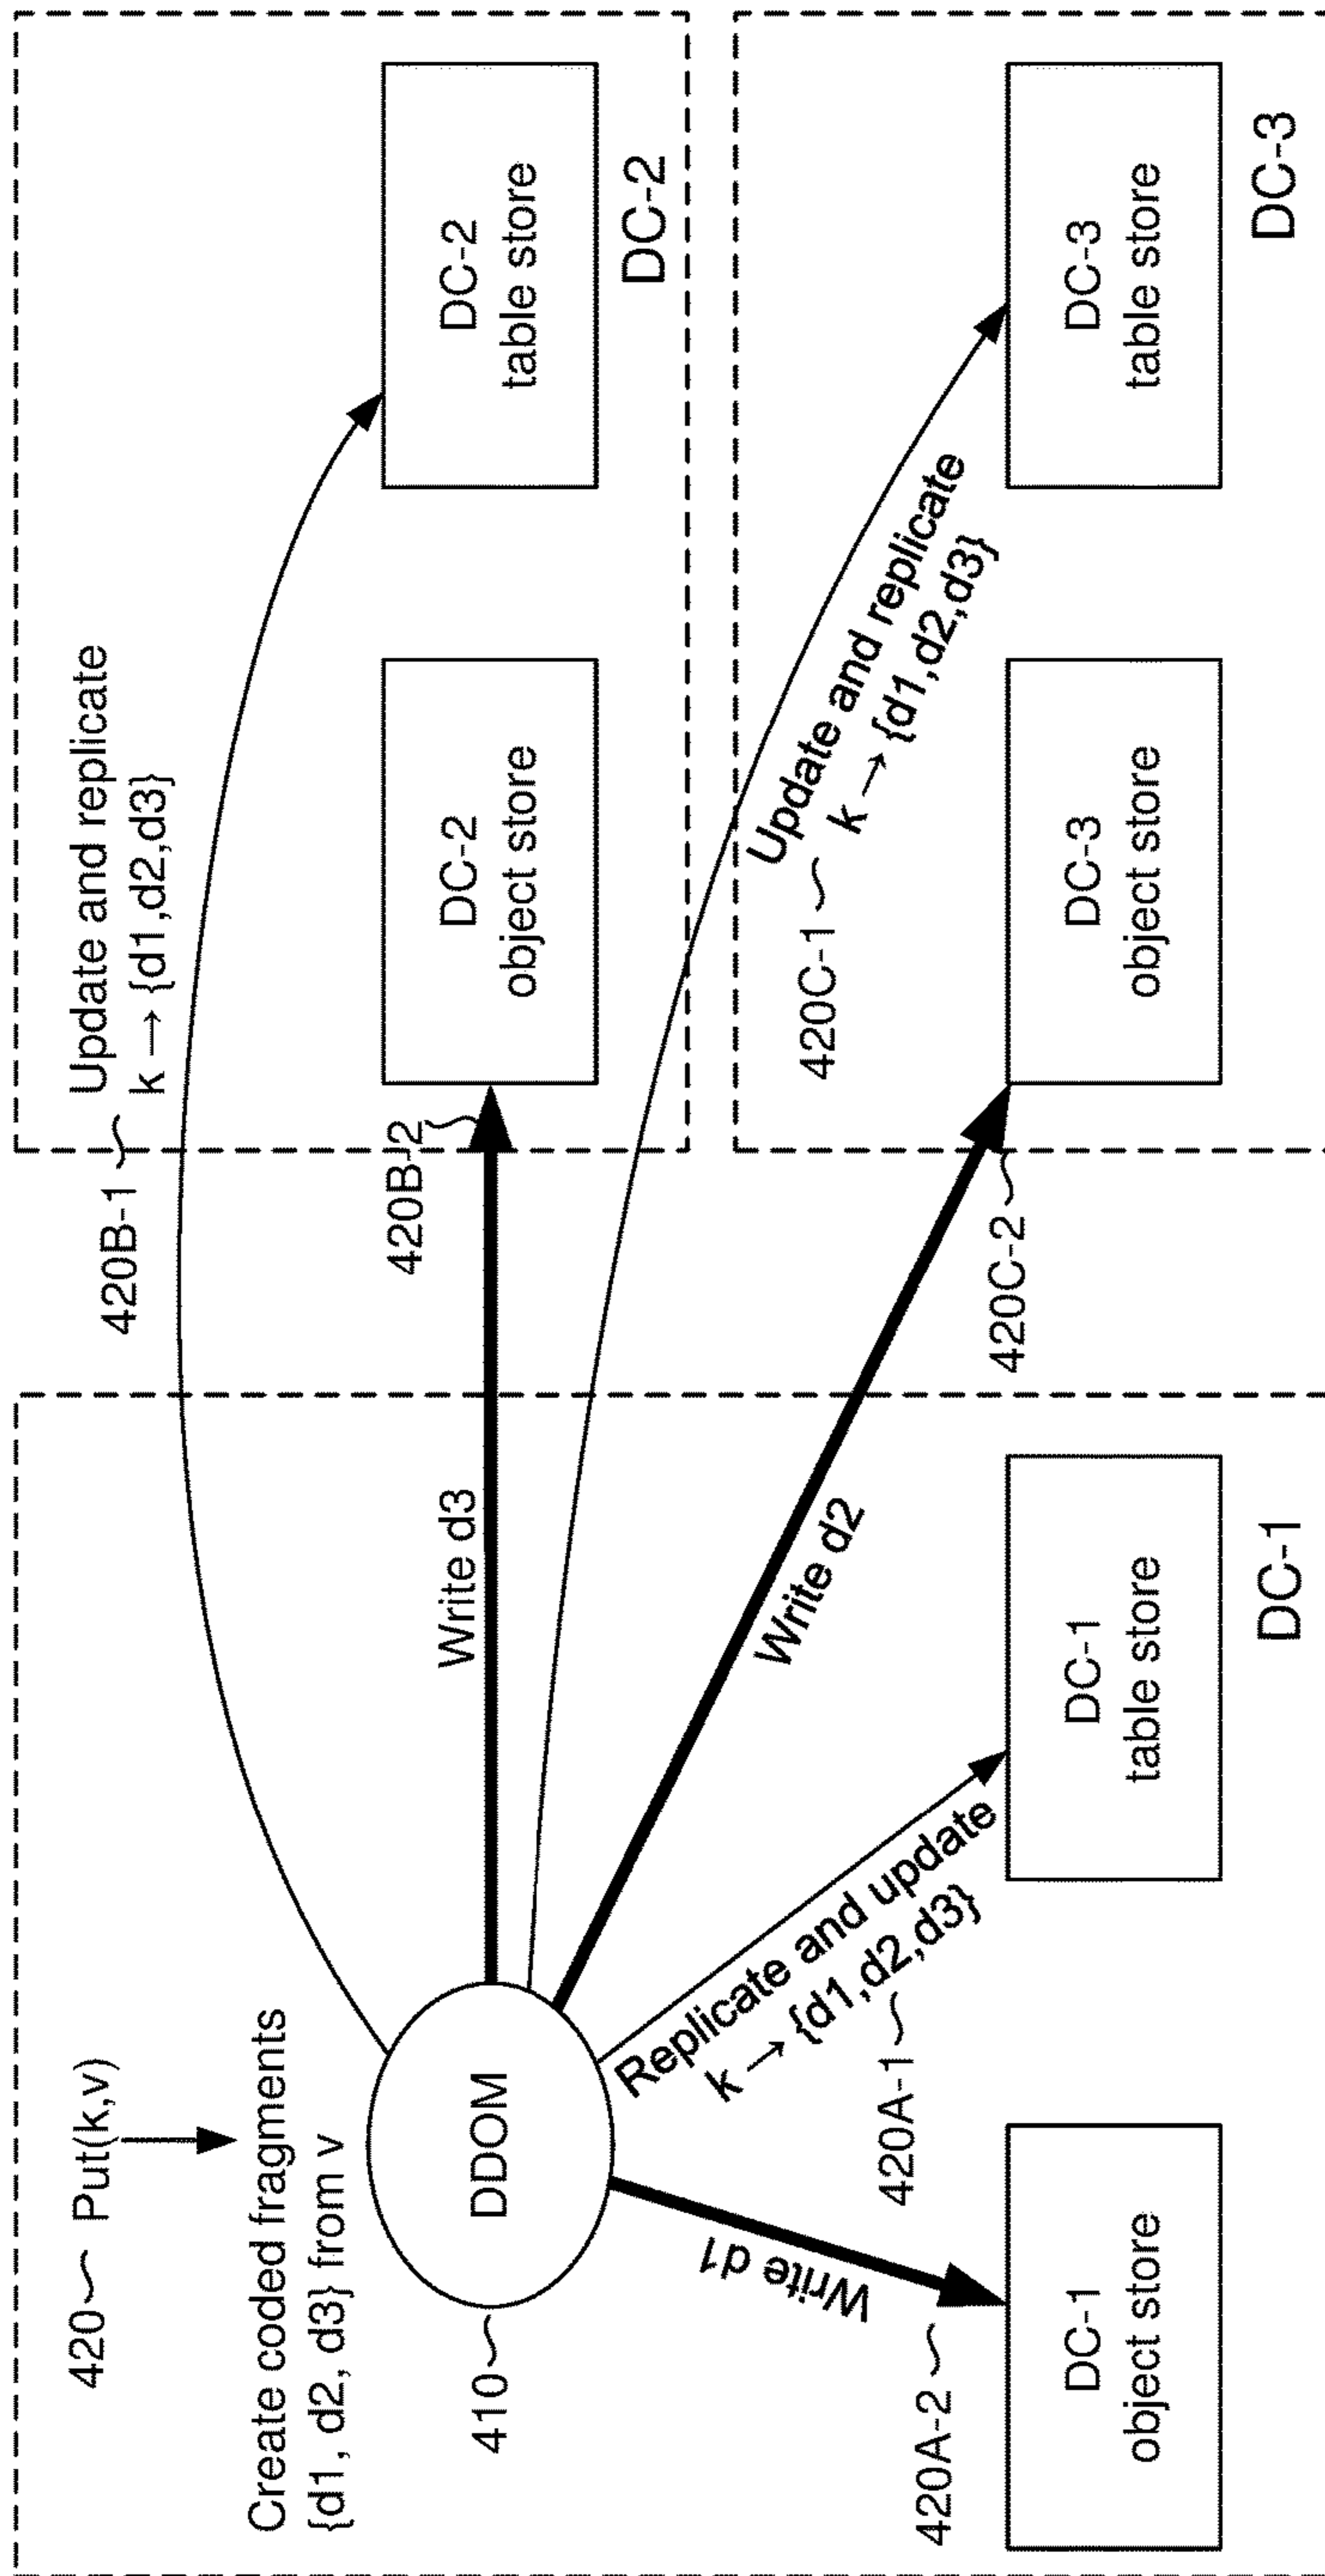 420 Put(k,v)
Create coded fragments
{d1, d2, d3} from v
410
DDOM
420A-2
Write d1
DC-1
object store
420A-1
Replicate and update
k → {d1,d2,d3}
DC-1
table store
DC-1
Write d3
Write d2
420B-1
Update and replicate
k → {d1,d2,d3}
420B-2
DC-2
object store
DC-2
table store
DC-2
420C-2
420C-1
Update and replicate
k → {d1,d2,d3}
DC-3
object store
DC-3
table store
DC-3